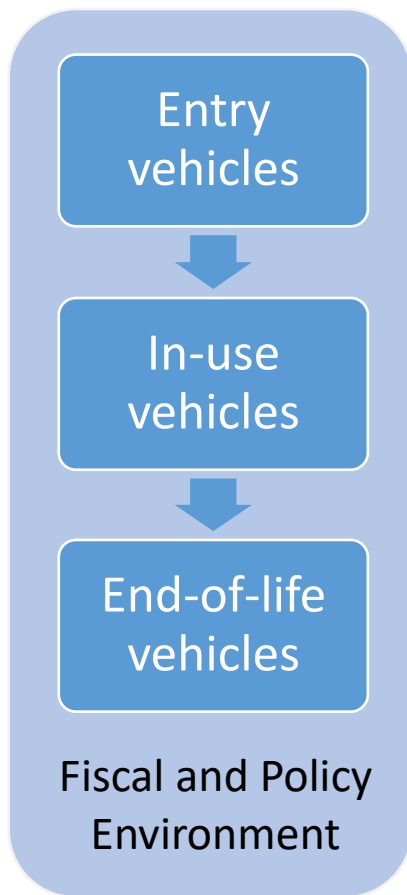 Entry
vehicles
In-use
vehicles
End-of-life
vehicles
Fiscal and Policy
Environment